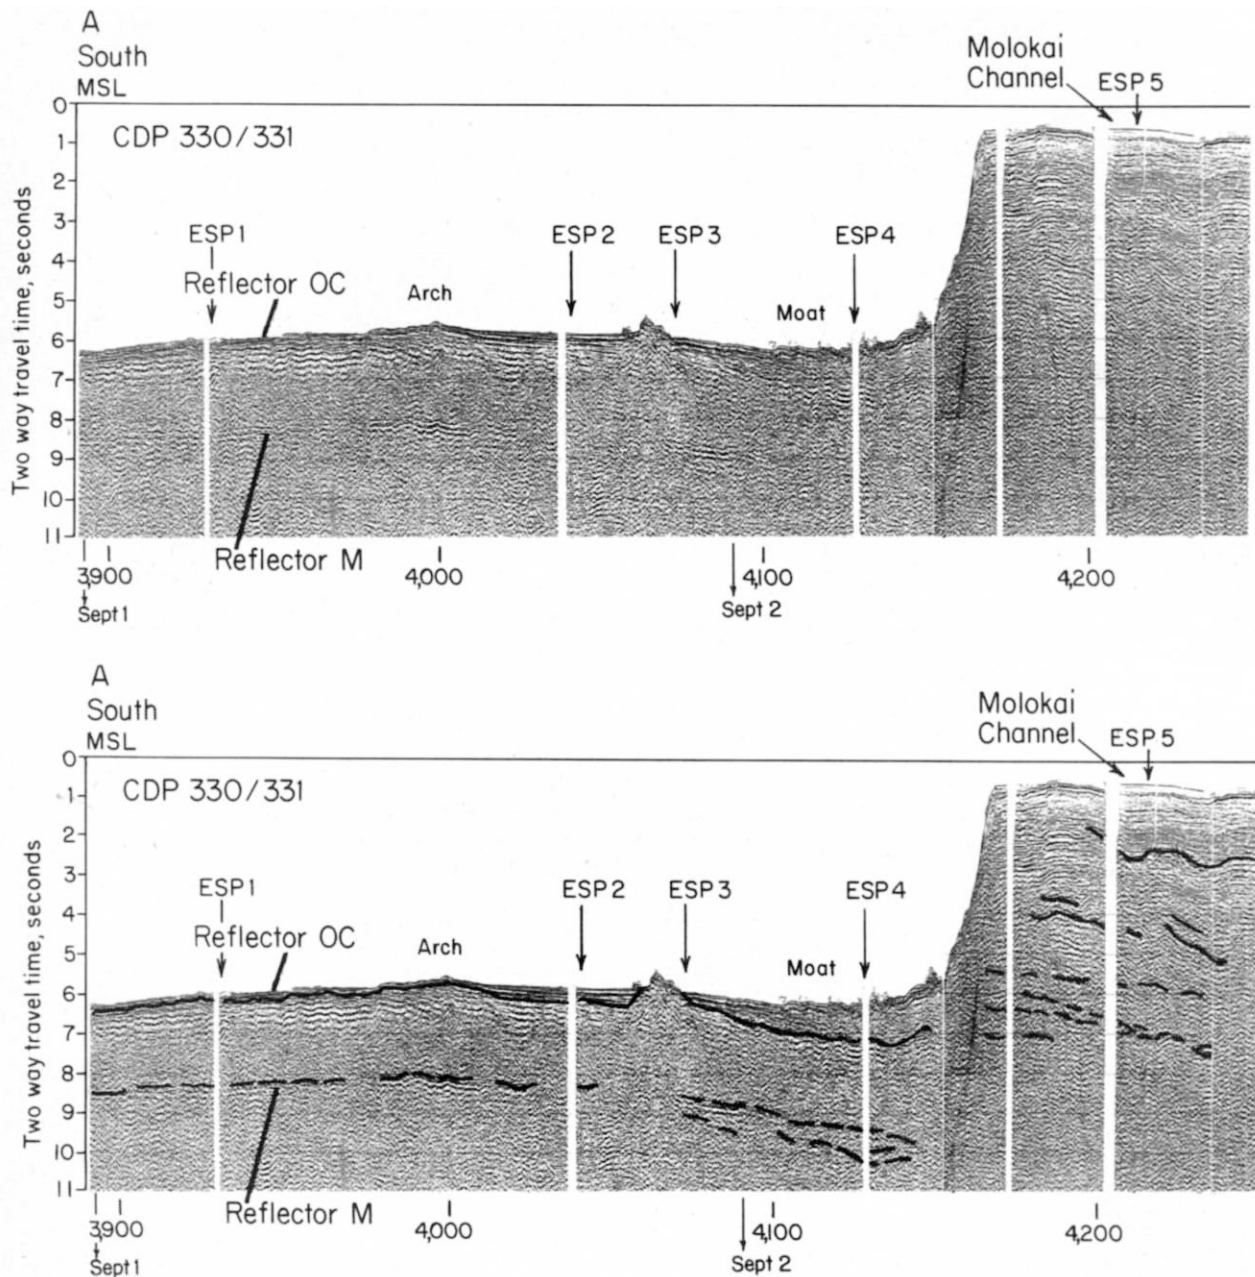 A
South
MSL
CDP 330/331
Molokai
Channel
ESP 5
ESP 1
ESP 2
ESP 3
ESP 4
Reflector OC
Arch
Moat
Two way travel time, seconds
0
1
2
3
4
5
6
7
8
9
10
11
Reflector M
3,900
4,000
4,100
4,200
Sept 1
Sept 2
A
South
MSL
CDP 330/331
Molokai
Channel
ESP 5
ESP 1
ESP 2
ESP 3
ESP 4
Reflector OC
Arch
Moat
Two way travel time, seconds
0
1
2
3
4
5
6
7
8
9
10
11
Reflector M
3,900
4,000
4,100
4,200
Sept 1
Sept 2